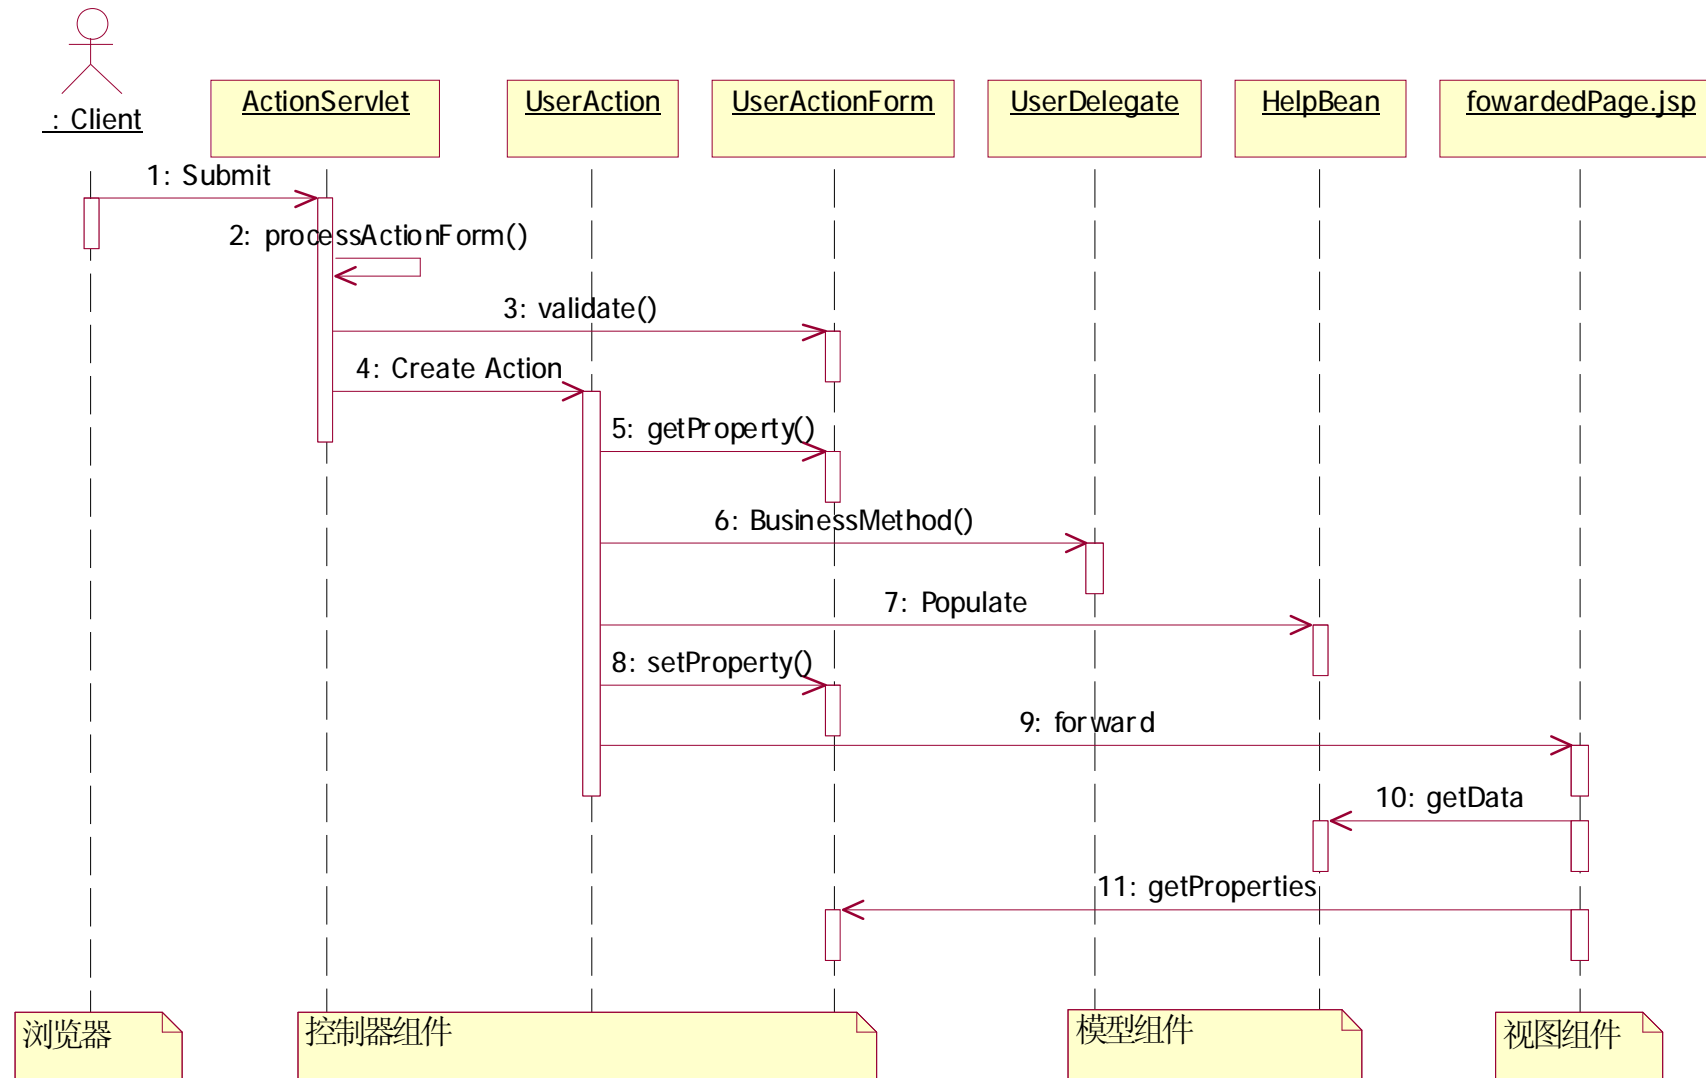 : Client
ActionServlet
UserAction
UserActionForm
UserDelegate
HelpBean
fowardedPage.jsp
1: Submit
2: processActionForm()
3: validate()
4: Create Action
5: getProperty()
6: BusinessMethod()
7: Populate
8: setProperty()
9: forward
10: getData
11: getProperties
浏览器
控制器组件
模型组件
视图组件